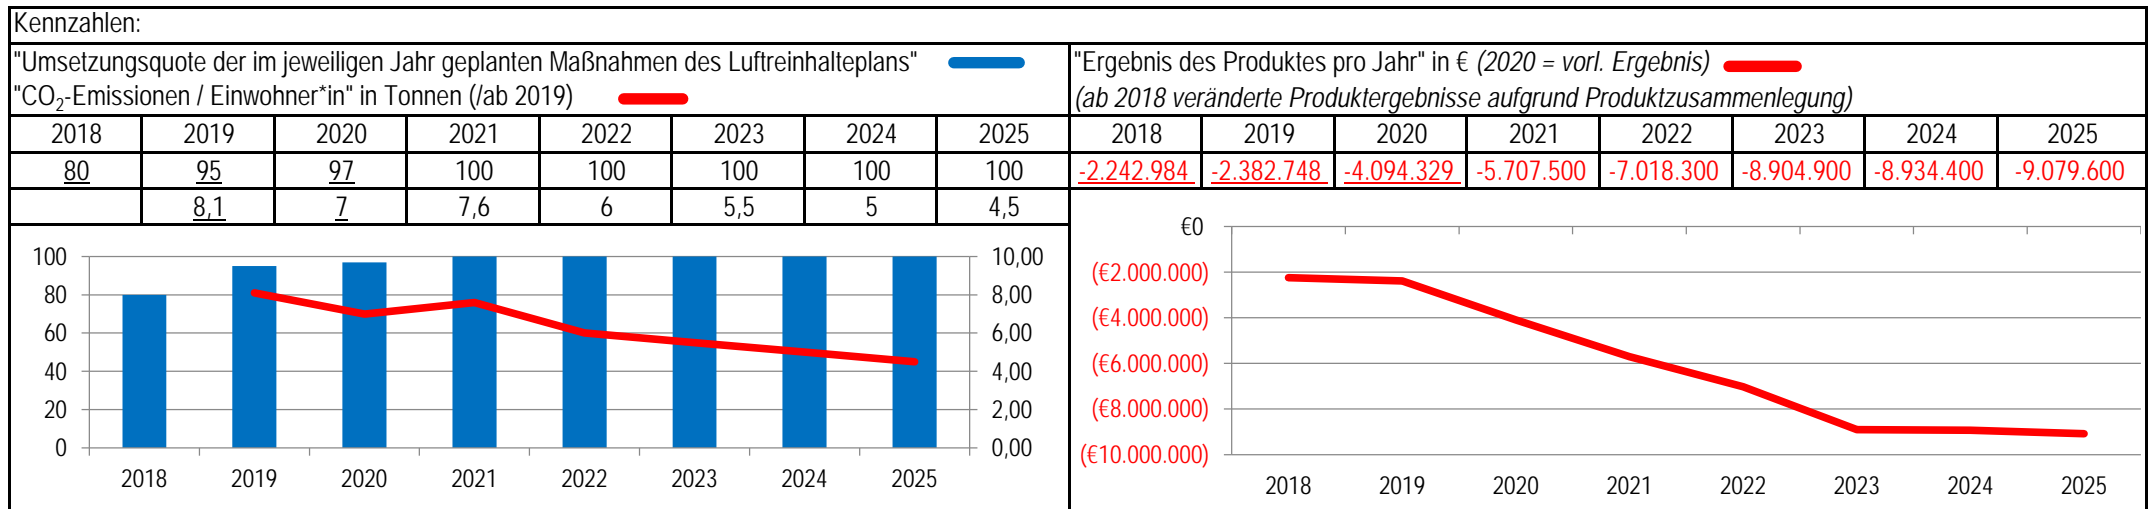 Kennzahlen:
"Umsetzungsquote der im jeweiligen Jahr geplanten Maßnahmen des Luftreinhalteplans"
"CO₂-Emissionen / Einwohner*in" in Tonnen (/ab 2019)
2018 2019 2020 2021 2022 2023 2024 2025
80 95 97 100 100 100 100 100
8,1 7 7,6 6 5,5 5 4,5
100
80
60
40
20
0
10,00
8,00
6,00
4,00
2,00
0,00
2018 2019 2020 2021 2022 2023 2024 2025
"Ergebnis des Produktes pro Jahr" in € (2020 = vorl. Ergebnis)
(ab 2018 veränderte Produktergebnisse aufgrund Produktzusammenlegung)
2018 2019 2020 2021 2022 2023 2024 2025
-2.242.984 -2.382.748 -4.094.329 -5.707.500 -7.018.300 -8.904.900 -8.934.400 -9.079.600
€0
(€2.000.000)
(€4.000.000)
(€6.000.000)
(€8.000.000)
(€10.000.000)
2018 2019 2020 2021 2022 2023 2024 2025